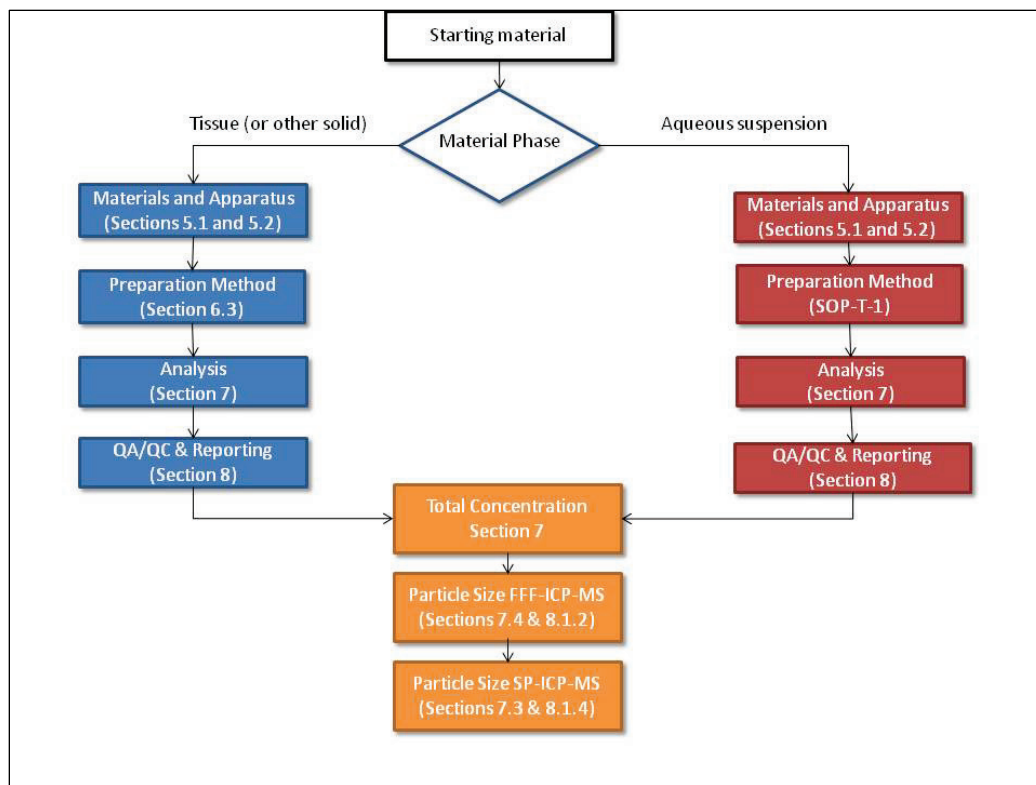 Starting material
Material Phase
Tissue (or other solid)
Aqueous suspension
Materials and Apparatus
(Sections 5.1 and 5.2)
Preparation Method
(Section 6.3)
Analysis
(Section 7)
QA/QC & Reporting
(Section 8)
Materials and Apparatus
(Sections 5.1 and 5.2)
Preparation Method
(SOP-T-1)
Analysis
(Section 7)
QA/QC & Reporting
(Section 8)
Total Concentration
Section 7
Particle Size FFF-ICP-MS
(Sections 7.4 & 8.1.2)
Particle Size SP-ICP-MS
(Sections 7.3 & 8.1.4)